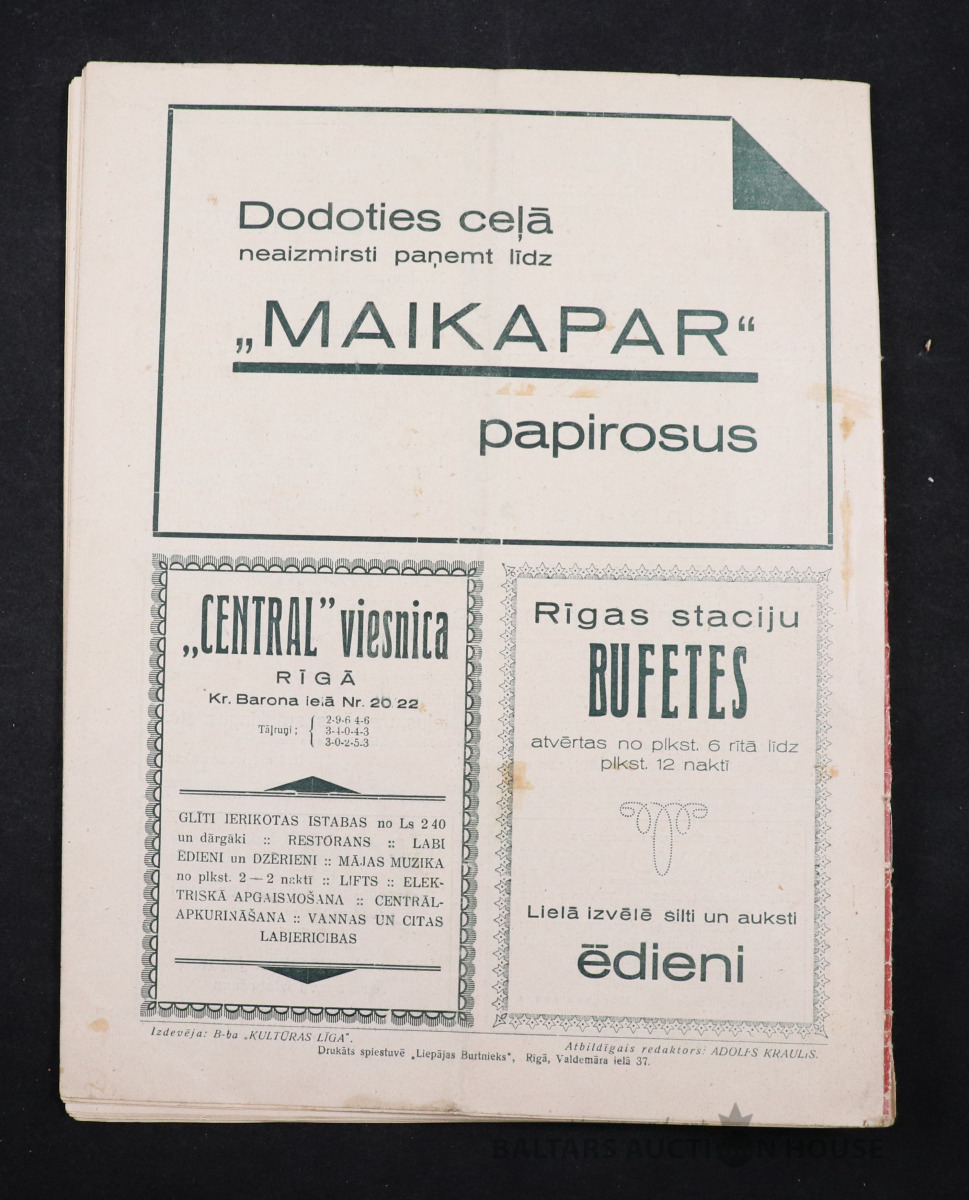 Dodoties ceļā
neaizmirsti paņemt līdz
„MAIKAPAR“
papirosus
„CENTRAL” viesnica
RĪGĀ
Kr. Barona ielā Nr. 20 22
Tāļruņi: { 2-9-6 4-6
3-4-0-4-3
3-0-2-5-3
GLĪTI IERIKOTAS ISTABAS no Ls 2 40
un dārgāki :: RESTORANS :: LABI
ĒDIENI un DZĒRIENI :: MĀJAS MUZIKA
no plkst. 2 — 2 naktī :: LIFTS :: ELEK-
TRISKĀ APGAISMOŠANA :: CENTRĀL-
APKURINĀŠANA :: VANNAS UN CITAS
LABIERICIBAS
Rīgas staciju
BUFETES
atvērtas no plkst. 6 rītā līdz
plkst. 12 naktī
Lielā izvēlē silti un auksti
ēdieni
Izdevēja: B-ba „KULTŪRAS LĪGA“.
Atbildīgais redaktors: ADOLFS KRAULIS.
Drukāts spiestuvē „Liepājas Burtnieks“, Rīgā, Valdemāra ielā 37.
BALTARS AUCTION HOUSE